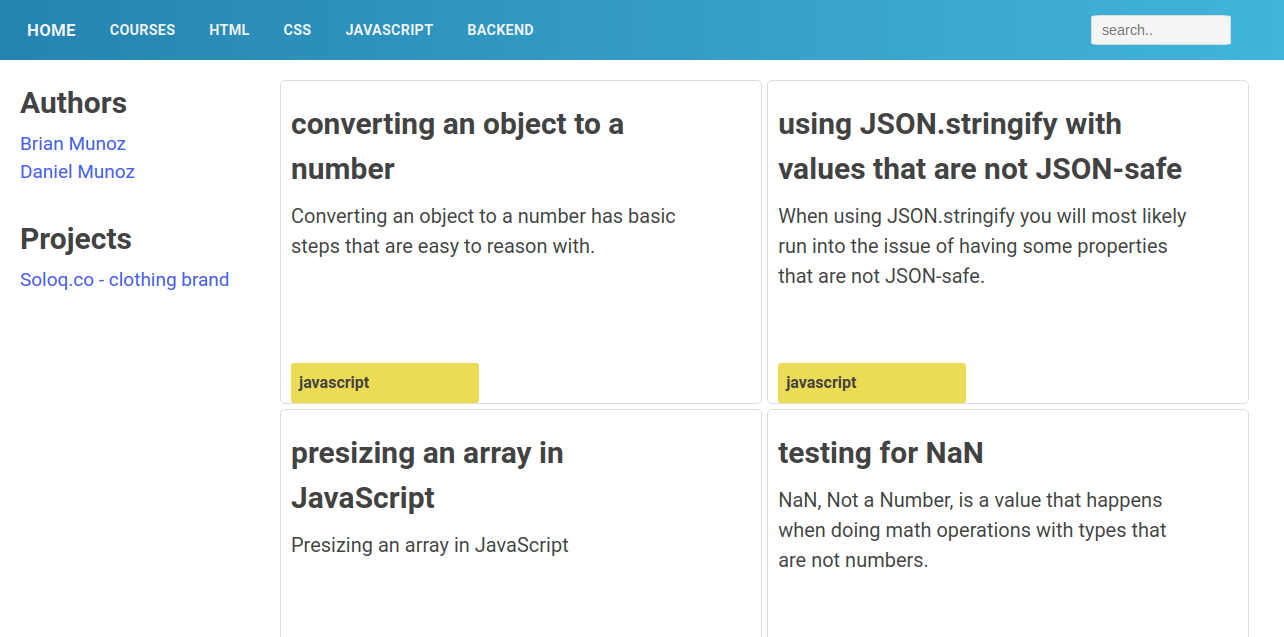 HOME COURSES HTML CSS JAVASCRIPT BACKEND search..
Authors
Brian Munoz
Daniel Munoz
Projects
Soloq.co - clothing brand
converting an object to a
number
Converting an object to a number has basic
steps that are easy to reason with.
javascript
using JSON.stringify with
values that are not JSON-safe
When using JSON.stringify you will most likely
run into the issue of having some properties
that are not JSON-safe.
javascript
presizing an array in
JavaScript
Presizing an array in JavaScript
testing for NaN
NaN, Not a Number, is a value that happens
when doing math operations with types that
are not numbers.